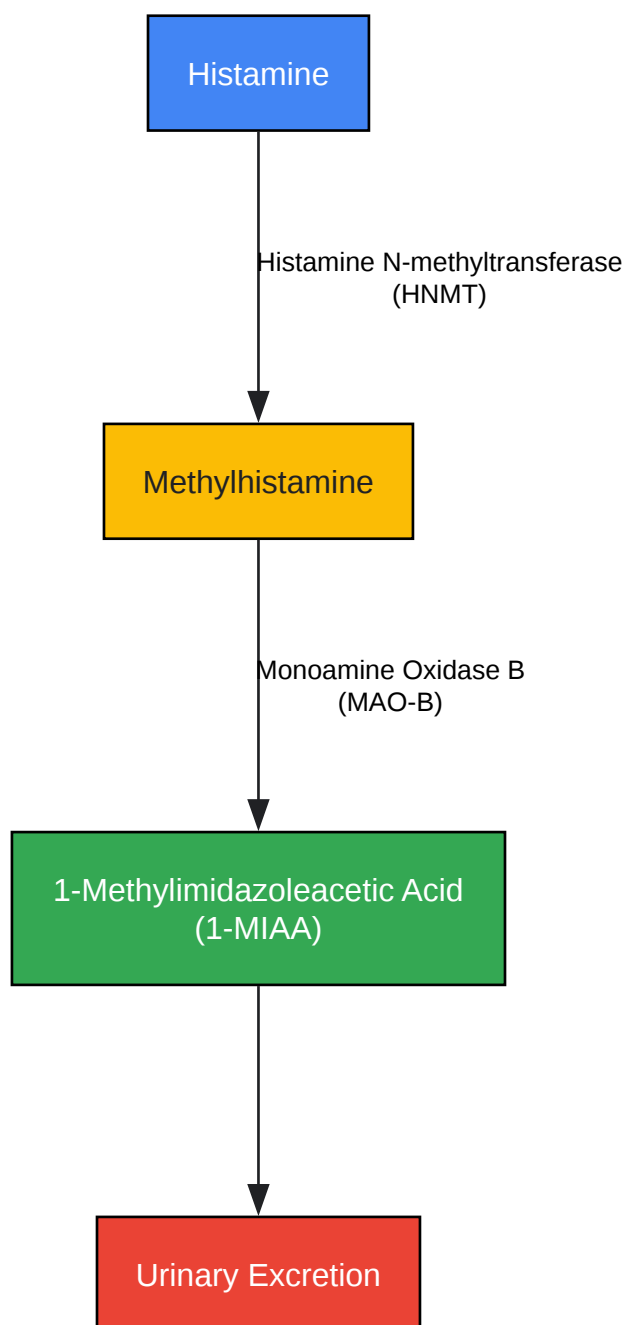 Histamine
Histamine N-methyltransferase
(HNMT)
Methylhistamine
Monoamine Oxidase B
(MAO-B)
1-Methylimidazoleacetic Acid
(1-MIAA)
Urinary Excretion